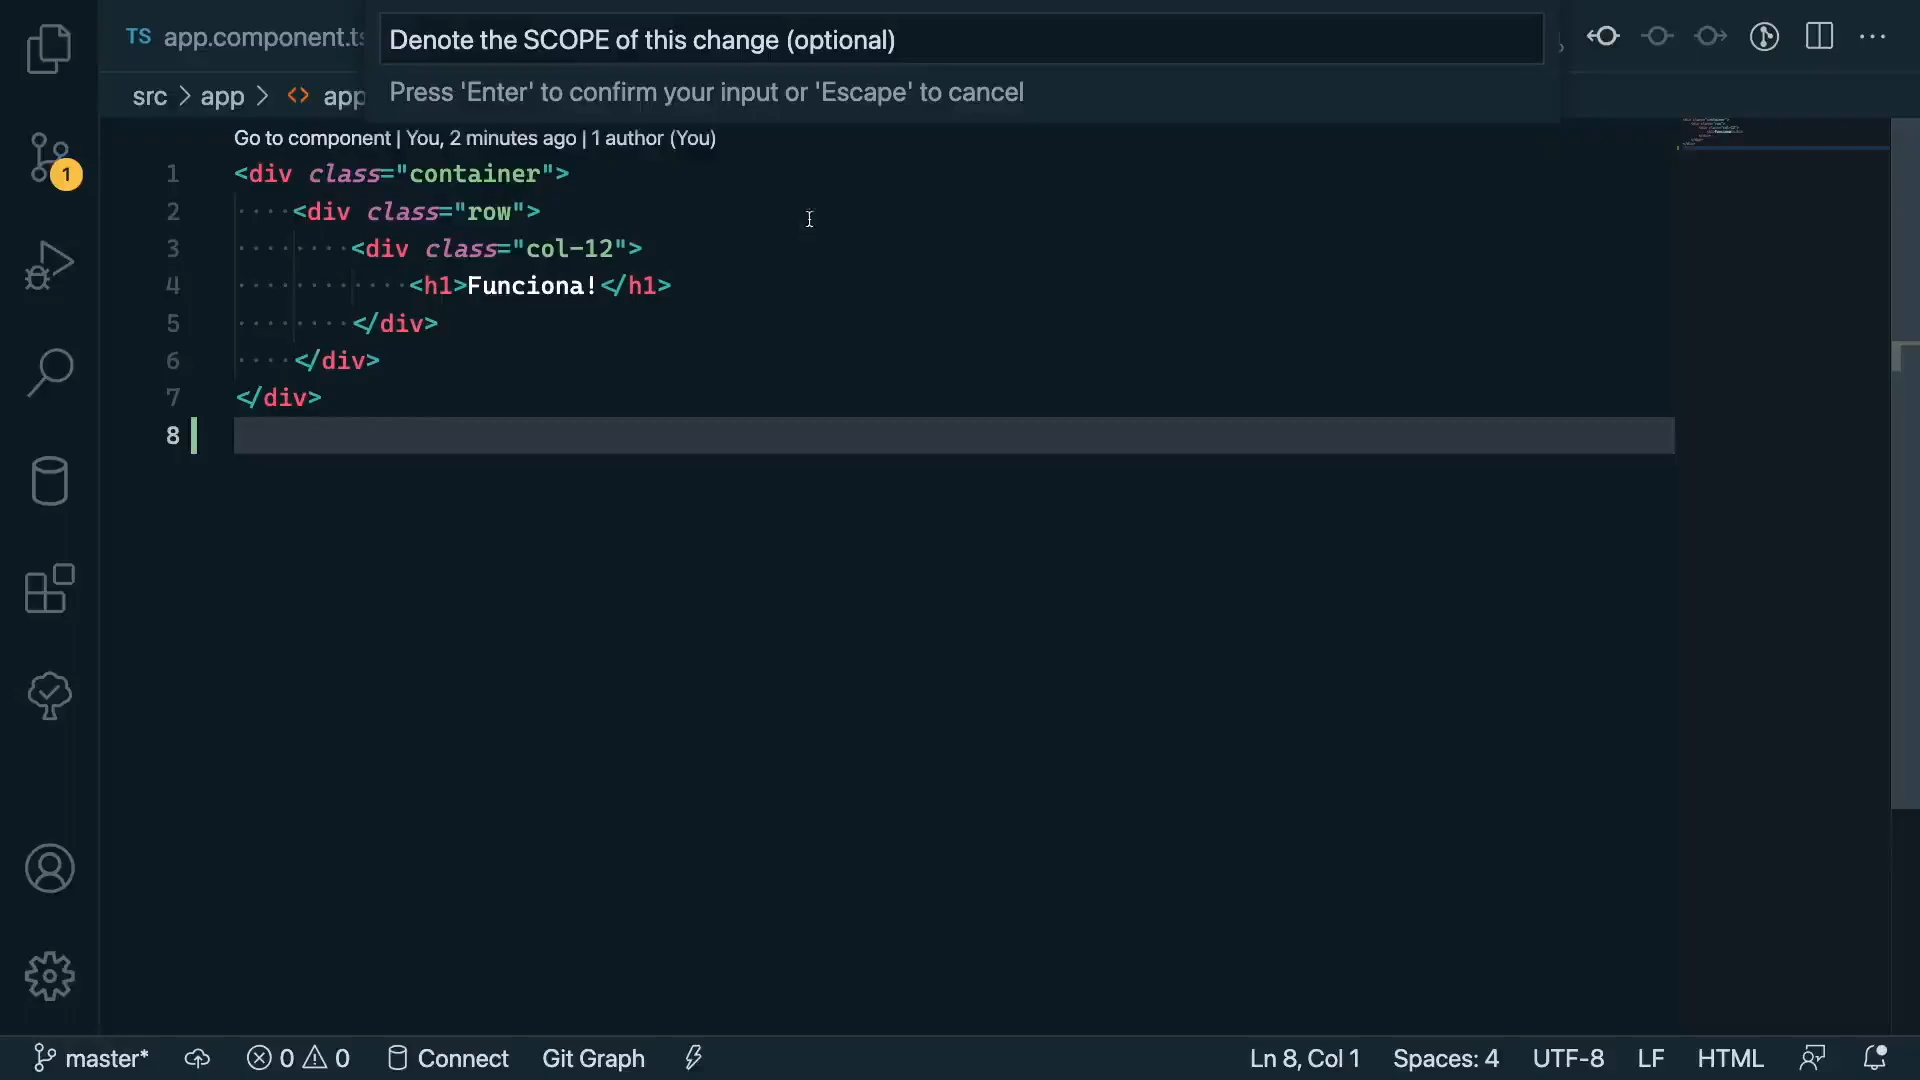 TS app.component.ts
Denote the SCOPE of this change (optional)
Press 'Enter' to confirm your input or 'Escape' to cancel
src > app > <> app
Go to component | You, 2 minutes ago | 1 author (You)
1 <div class="container">
2 ····<div class="row">
3 ········<div class="col-12">
4 ············<h1>Funciona!</h1>
5 ········</div>
6 ····</div>
7 </div>
8
1
master* 0 0 Connect Git Graph Ln 8, Col 1 Spaces: 4 UTF-8 LF HTML